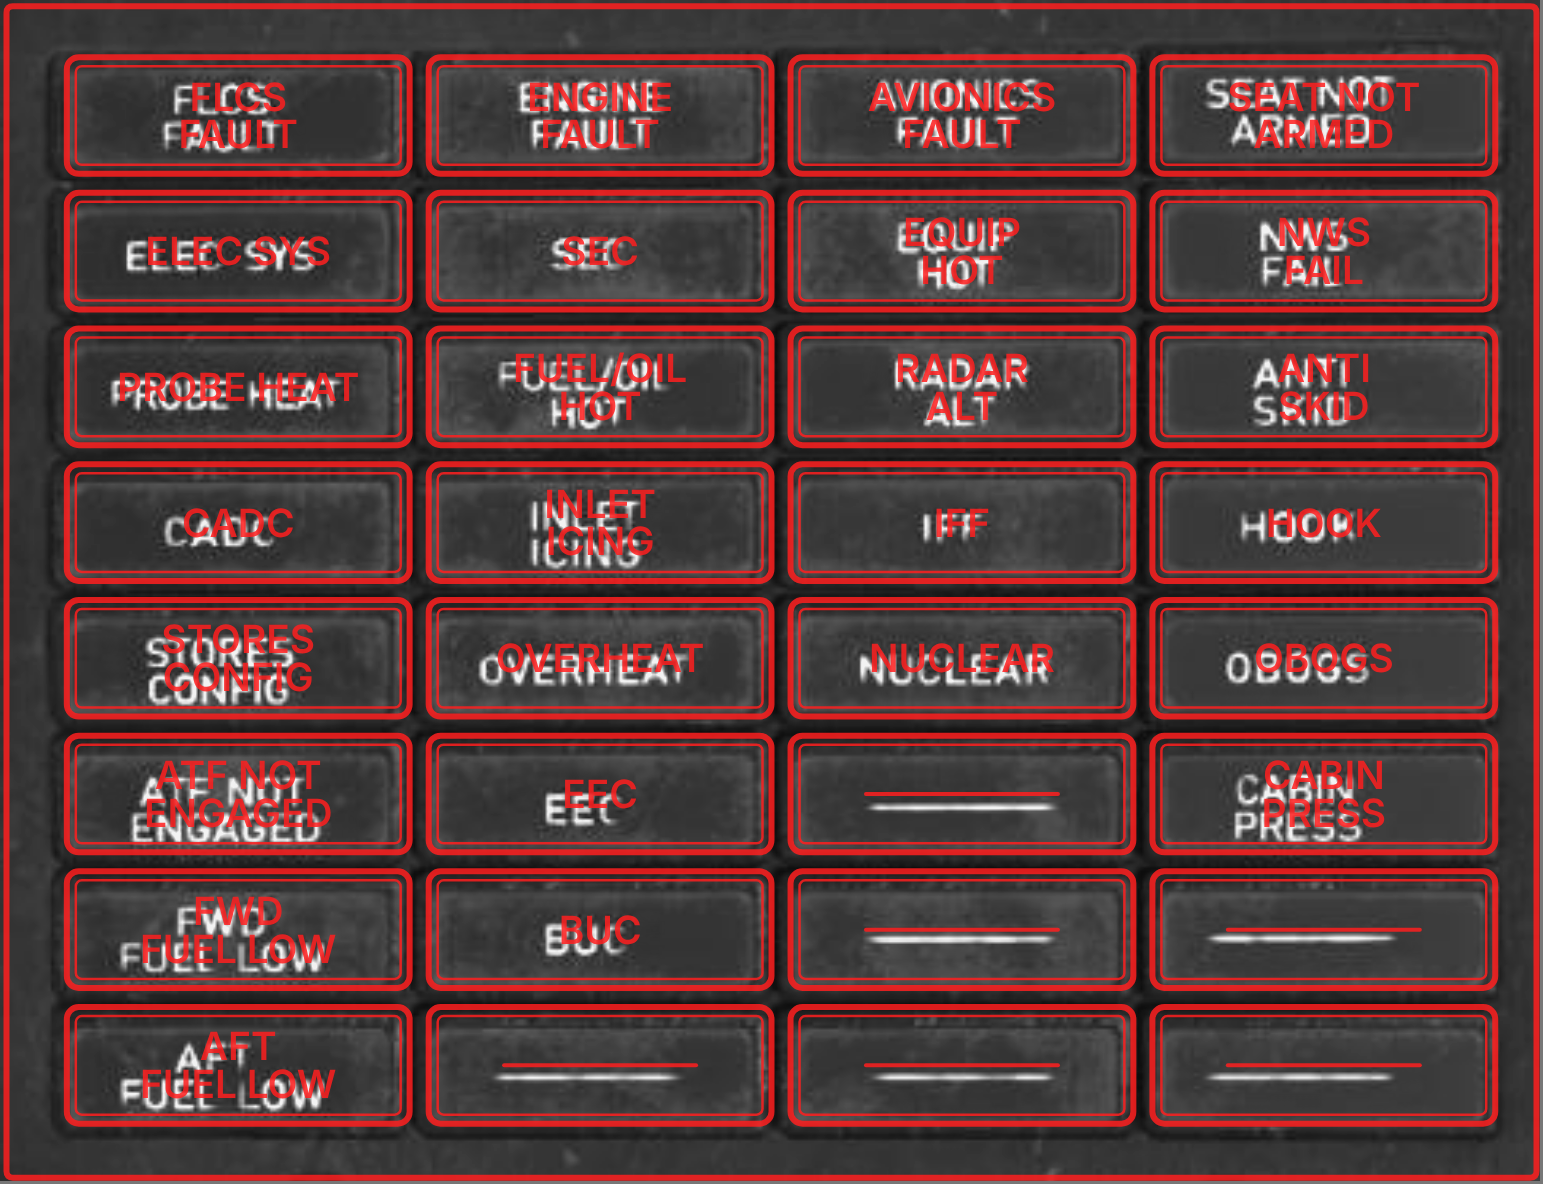 FLCS
FAULT
ENGINE
FAULT
AVIONICS
FAULT
SEAT NOT
ARMED
ELEC SYS
SEC
EQUIP
HOT
NWS
FAIL
PROBE HEAT
FUEL/OIL
HOT
RADAR
ALT
ANTI
SKID
CADC
INLET
ICING
IFF
HOOK
STORES
CONFIG
OVERHEAT
NUCLEAR
OBOGS
ATF NOT
ENGAGED
EEC
CABIN
PRESS
FWD
FUEL LOW
BUC
AFT
FUEL LOW